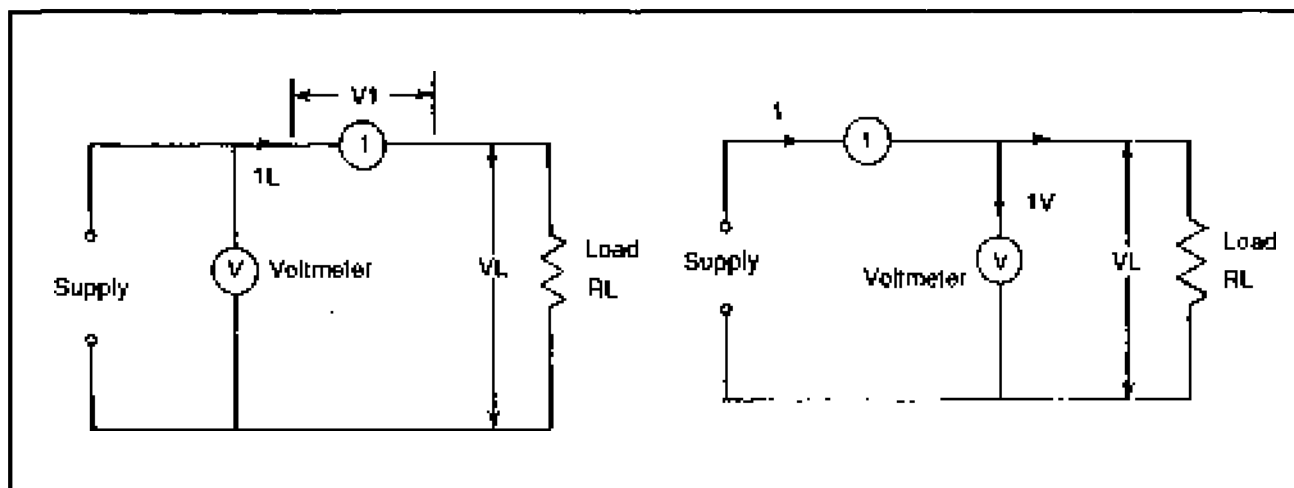 V1
1
1L
V Voltmeter
Supply
VL
Load
RL
1
1
1V
V
Voltmeter
Supply
VL
Load
RL